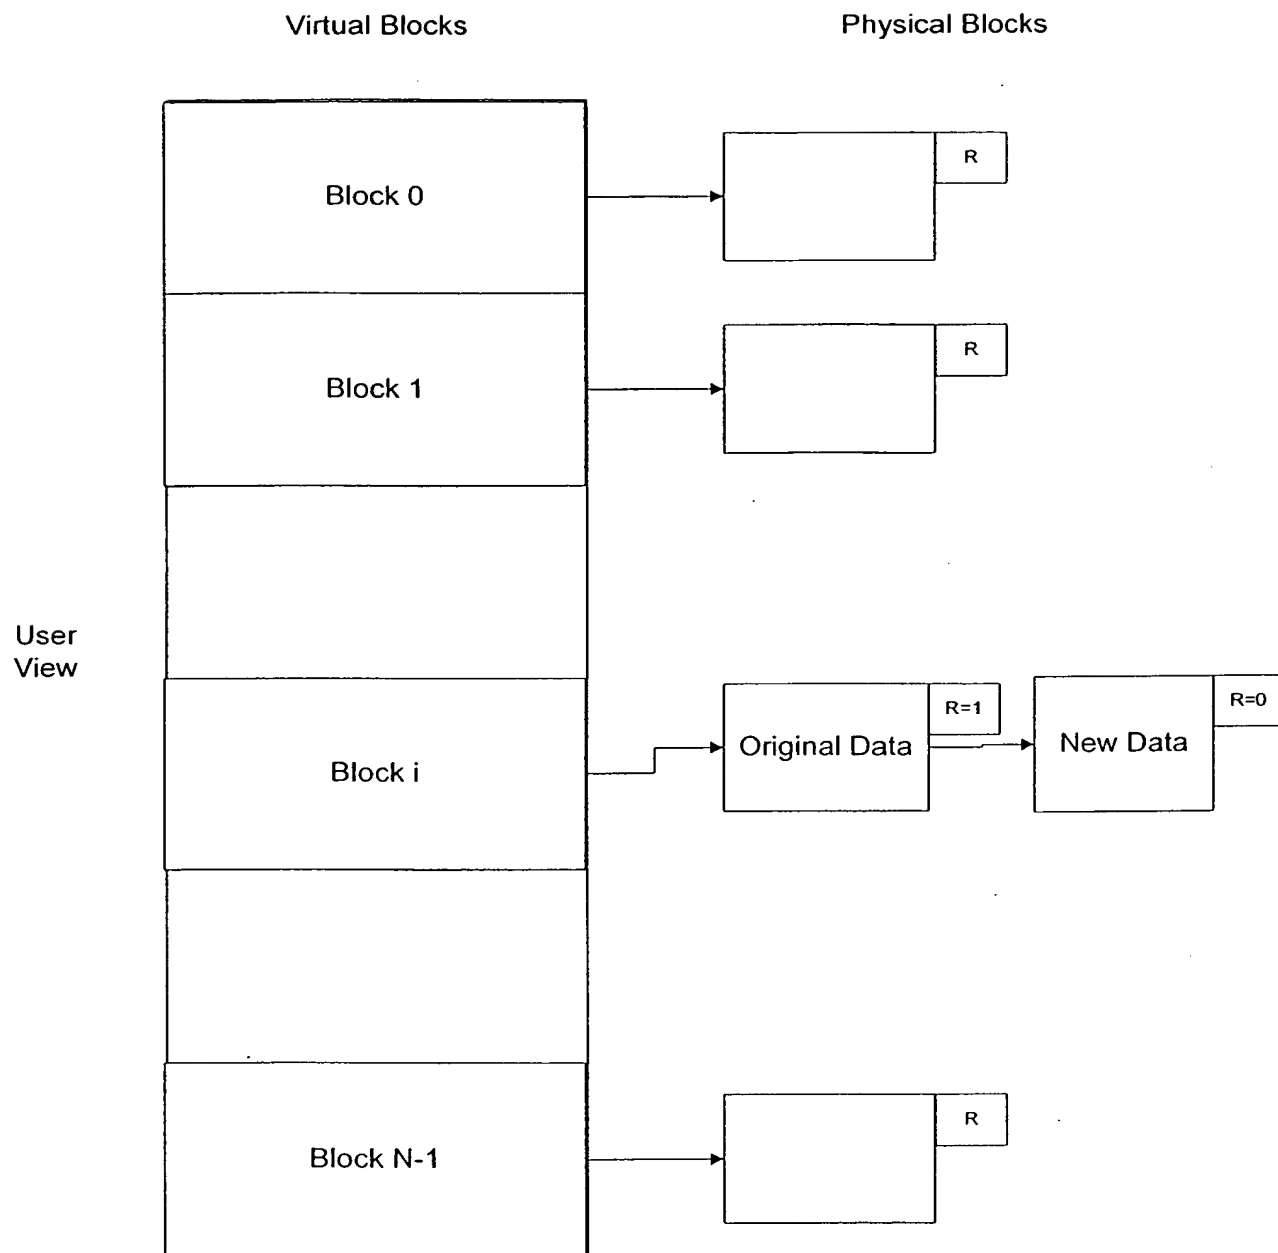 Virtual Blocks
Physical Blocks
Block 0
R
Block 1
R
User
View
Block i
Original Data
R=1
New Data
R=0
Block N-1
R